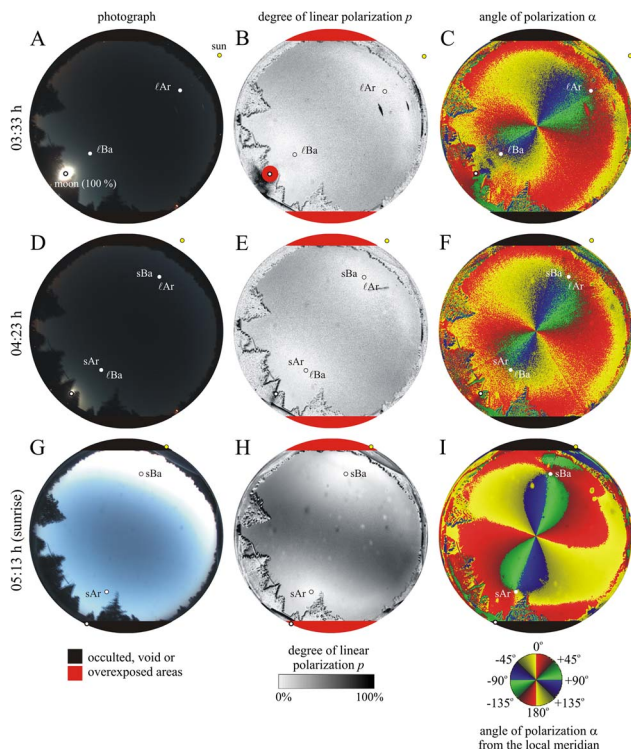 photograph
degree of linear polarization p
angle of polarization α
03:33 h
A
sun
ℓAr
ℓBa
moon (100 %)
B
ℓAr
ℓBa
C
ℓAr
ℓBa
04:23 h
D
sBa
ℓAr
sAr
ℓBa
E
sBa
ℓAr
sAr
ℓBa
F
sBa
ℓAr
sAr
ℓBa
05:13 h (sunrise)
G
sBa
sAr
H
sBa
sAr
I
sBa
sAr
occulted, void or
overexposed areas
degree of linear
polarization p
0%
100%
0°
-45°
+45°
-90°
+90°
-135°
+135°
180°
angle of polarization α
from the local meridian